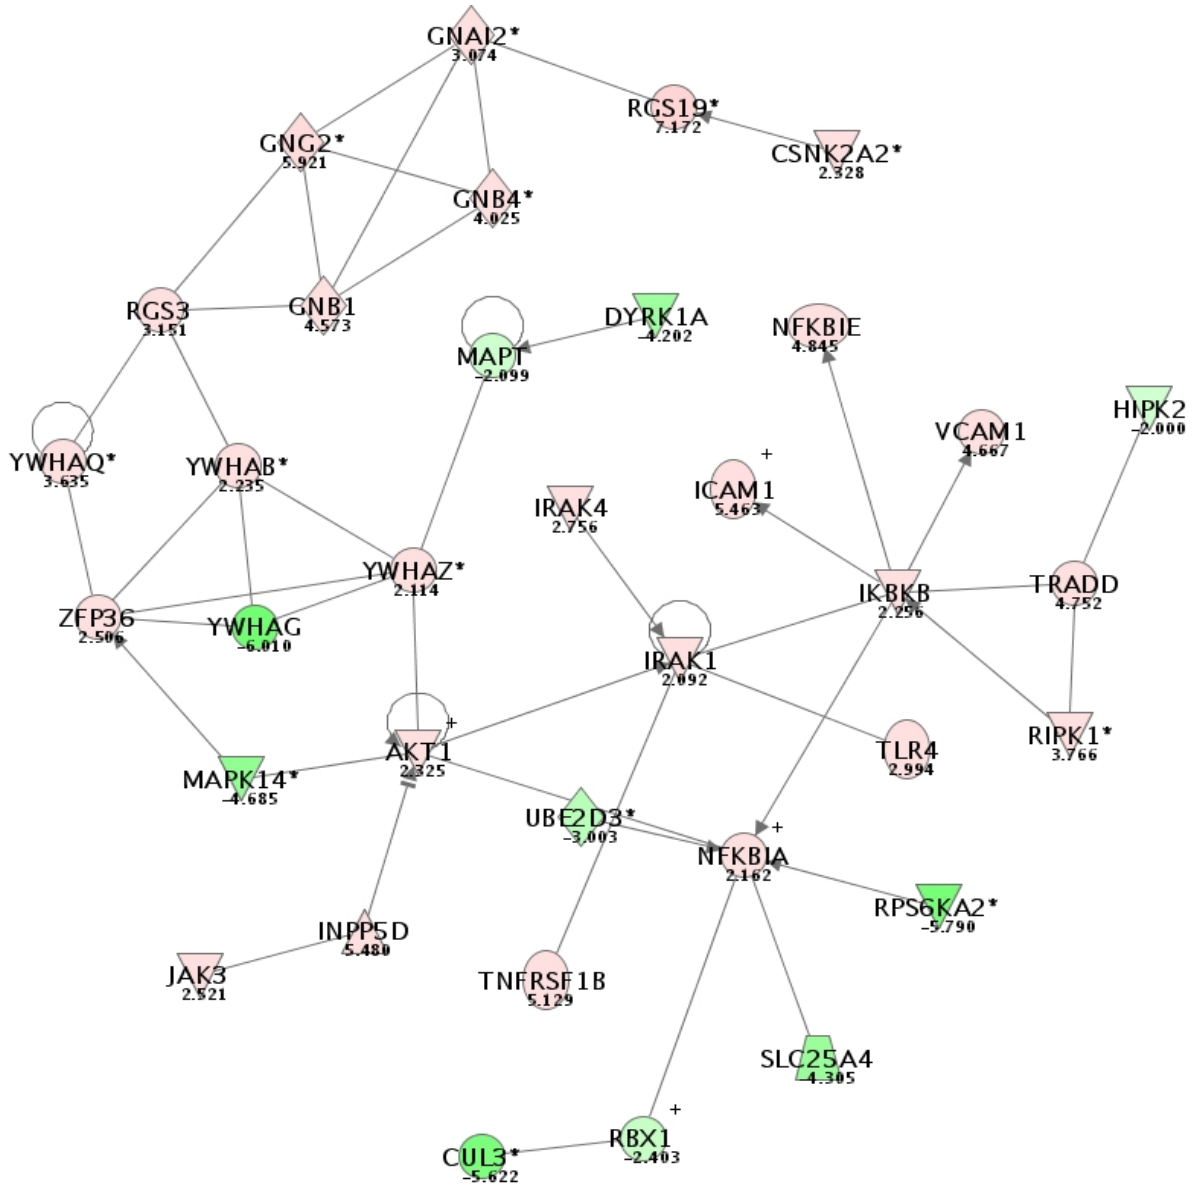 GNAI2*
3.074
RGS19*
7.172
CSNK2A2*
2.328
GNG2*
5.921
GNB4*
4.025
RGS3
3.151
GNB1
4.573
DYRK1A
-4.202
MAPT
-2.099
NFKBIE
4.845
HIPK2
-2.000
VCAM1
4.667
YWHAQ*
3.635
YWHAB*
2.235
+
ICAM1
5.463
IRAK4
2.756
YWHAZ*
2.114
IKBKB
2.256
TRADD
4.752
ZFP36
2.506
YWHAG
-6.010
IRAK1
2.092
+
AKT1
2.325
TLR4
2.994
RIPK1*
3.766
MAPK14*
-4.685
UBE2D3*
-3.003
+
NFKBIA
2.162
RPS6KA2*
-5.790
INPP5D
5.480
JAK3
2.521
TNFRSF1B
5.129
SLC25A4
-4.305
+
RBX1
-2.403
CUL3*
-5.622